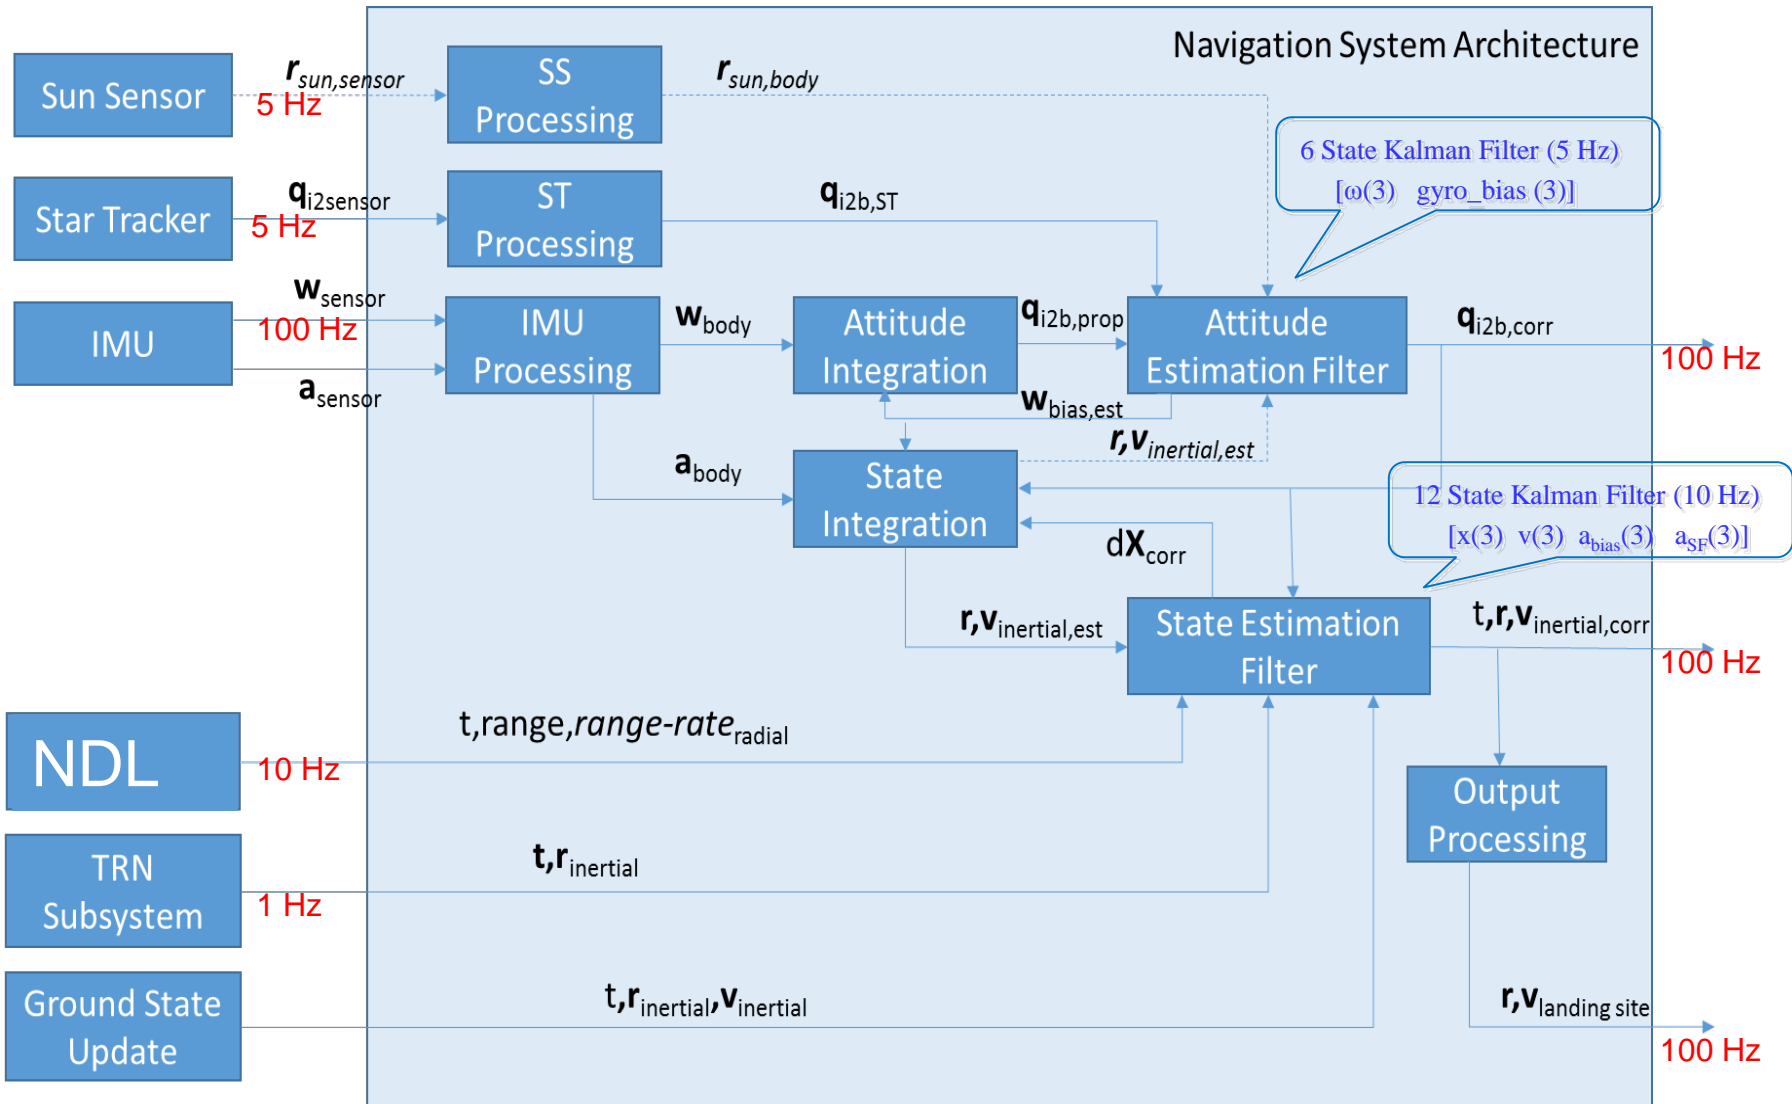 Navigation System Architecture
Sun Sensor
r sun,sensor
5 Hz
SS
Processing
r sun,body
6 State Kalman Filter (5 Hz)
[ω(3) gyro_bias (3)]
Star Tracker
q i2sensor
5 Hz
ST
Processing
q i2b,ST
IMU
w sensor
100 Hz
a sensor
IMU
Processing
w body
Attitude
Integration
q i2b,prop
Attitude
Estimation Filter
q i2b,corr
100 Hz
w bias,est
r,v inertial,est
a body
State
Integration
12 State Kalman Filter (10 Hz)
[x(3) v(3) a bias(3) a SF(3)]
dX corr
r,v inertial,est
State Estimation
Filter
t,r,v inertial,corr
100 Hz
NDL
10 Hz
t,range,range-rate radial
Output
Processing
TRN
Subsystem
1 Hz
t,r inertial
Ground State
Update
t,r inertial,v inertial
r,v landing site
100 Hz